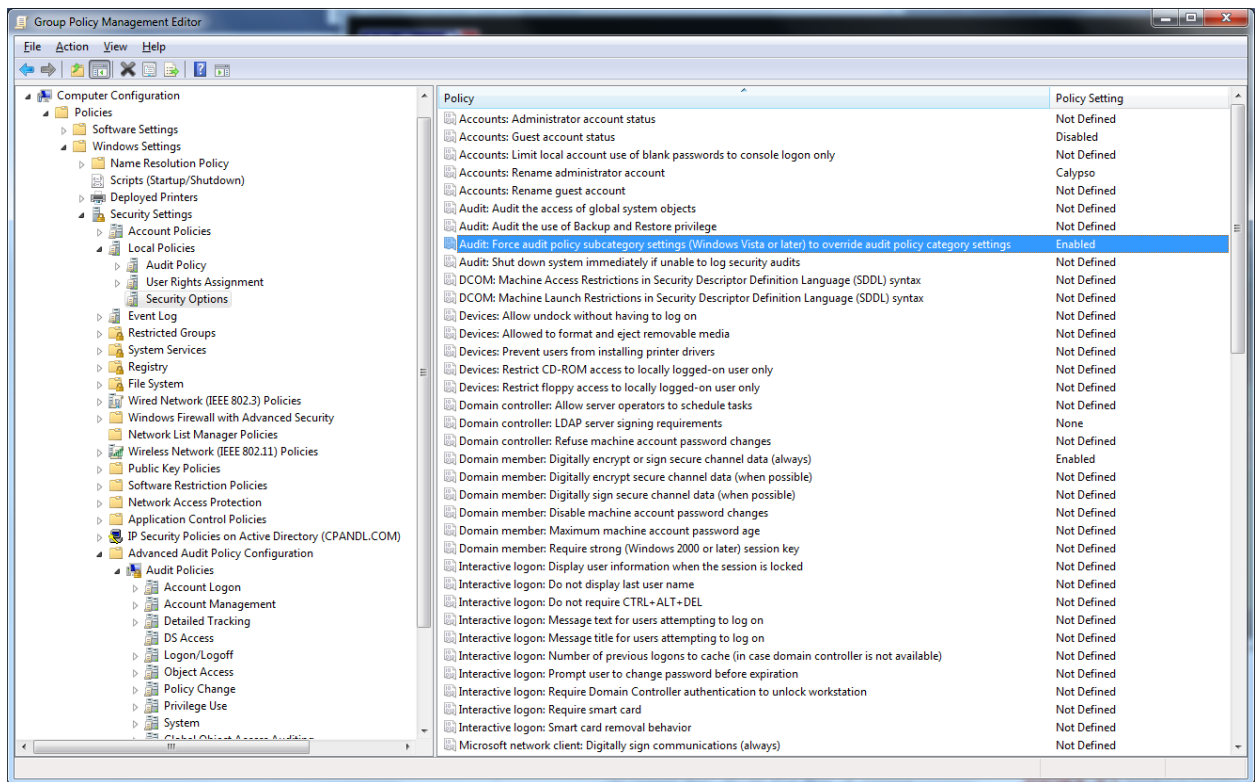 Group Policy Management Editor
File Action View Help
Computer Configuration
Policies
Software Settings
Windows Settings
Name Resolution Policy
Scripts (Startup/Shutdown)
Deployed Printers
Security Settings
Account Policies
Local Policies
Audit Policy
User Rights Assignment
Security Options
Event Log
Restricted Groups
System Services
Registry
File System
Wired Network (IEEE 802.3) Policies
Windows Firewall with Advanced Security
Network List Manager Policies
Wireless Network (IEEE 802.11) Policies
Public Key Policies
Software Restriction Policies
Network Access Protection
Application Control Policies
IP Security Policies on Active Directory (CPANDL.COM)
Advanced Audit Policy Configuration
Audit Policies
Account Logon
Account Management
Detailed Tracking
DS Access
Logon/Logoff
Object Access
Policy Change
Privilege Use
System
Global Object Access Auditing
Policy Policy Setting
Accounts: Administrator account status Not Defined
Accounts: Guest account status Disabled
Accounts: Limit local account use of blank passwords to console logon only Not Defined
Accounts: Rename administrator account Calypso
Accounts: Rename guest account Not Defined
Audit: Audit the access of global system objects Not Defined
Audit: Audit the use of Backup and Restore privilege Not Defined
Audit: Force audit policy subcategory settings (Windows Vista or later) to override audit policy category settings Enabled
Audit: Shut down system immediately if unable to log security audits Not Defined
DCOM: Machine Access Restrictions in Security Descriptor Definition Language (SDDL) syntax Not Defined
DCOM: Machine Launch Restrictions in Security Descriptor Definition Language (SDDL) syntax Not Defined
Devices: Allow undock without having to log on Not Defined
Devices: Allowed to format and eject removable media Not Defined
Devices: Prevent users from installing printer drivers Not Defined
Devices: Restrict CD-ROM access to locally logged-on user only Not Defined
Devices: Restrict floppy access to locally logged-on user only Not Defined
Domain controller: Allow server operators to schedule tasks Not Defined
Domain controller: LDAP server signing requirements None
Domain controller: Refuse machine account password changes Not Defined
Domain member: Digitally encrypt or sign secure channel data (always) Enabled
Domain member: Digitally encrypt secure channel data (when possible) Not Defined
Domain member: Digitally sign secure channel data (when possible) Not Defined
Domain member: Disable machine account password changes Not Defined
Domain member: Maximum machine account password age Not Defined
Domain member: Require strong (Windows 2000 or later) session key Not Defined
Interactive logon: Display user information when the session is locked Not Defined
Interactive logon: Do not display last user name Not Defined
Interactive logon: Do not require CTRL+ALT+DEL Not Defined
Interactive logon: Message text for users attempting to log on Not Defined
Interactive logon: Message title for users attempting to log on Not Defined
Interactive logon: Number of previous logons to cache (in case domain controller is not available) Not Defined
Interactive logon: Prompt user to change password before expiration Not Defined
Interactive logon: Require Domain Controller authentication to unlock workstation Not Defined
Interactive logon: Require smart card Not Defined
Interactive logon: Smart card removal behavior Not Defined
Microsoft network client: Digitally sign communications (always) Not Defined